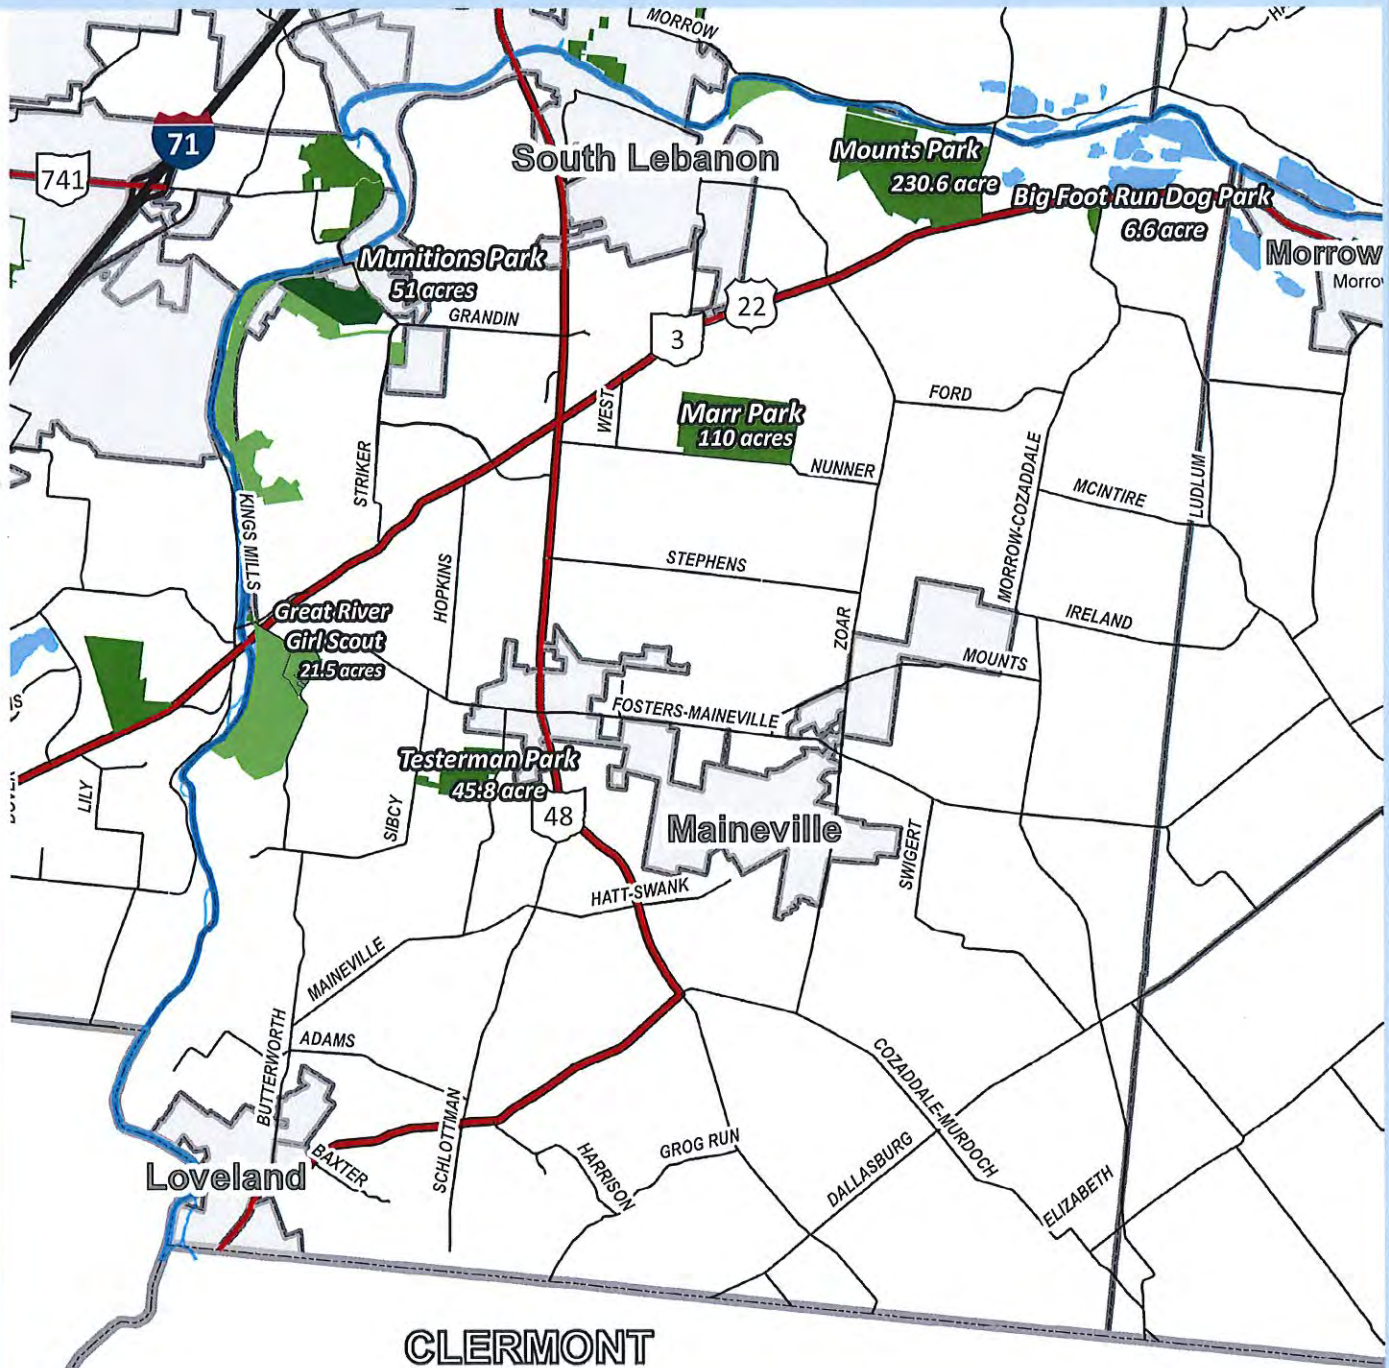 MORROW
71
741
South Lebanon
Mounts Park
230.6 acre
Big Foot Run Dog Park
6.6 acre
Morrow
Munitions Park
51 acres
GRANDIN
22
3
WEST
Marr Park
110 acres
FORD
NUNNER
STRIKER
KINGS MILLS
MORROW-COZADDALE
MCINTIRE
LUDLUM
STEPHENS
HOPKINS
ZOAR
IRELAND
Great River
Girl Scout
21.5 acres
MOUNTS
FOSTERS-MAINEVILLE
Testerman Park
45.8 acre
LILY
SIBCY
48
Maineville
SWIGERT
HATT-SWANK
MAINEVILLE
BUTTERWORTH
ADAMS
COZADDALE-MURDOCH
SCHLOTTMAN
BAXTER
HARRISON
GROG RUN
DALLASBURG
ELIZABETH
Loveland
CLERMONT